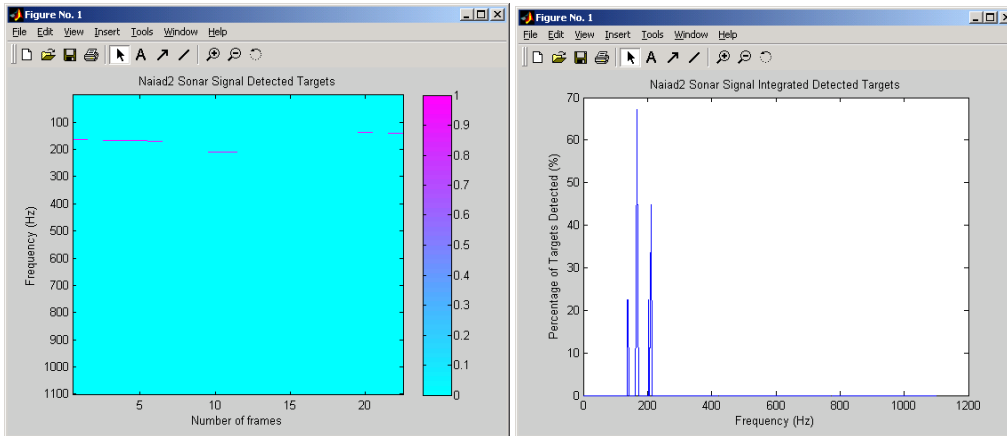 Figure No. 1
File Edit View Insert Tools Window Help
A
Naiad2 Sonar Signal Detected Targets
Frequency (Hz)
100
200
300
400
500
600
700
800
900
1000
1100
5 10 15 20
Number of frames
1
0.9
0.8
0.7
0.6
0.5
0.4
0.3
0.2
0.1
0
Figure No. 1
File Edit View Insert Tools Window Help
A
Naiad2 Sonar Signal Integrated Detected Targets
Percentage of Targets Detected (%)
70
60
50
40
30
20
10
0
0 200 400 600 800 1000 1200
Frequency (Hz)